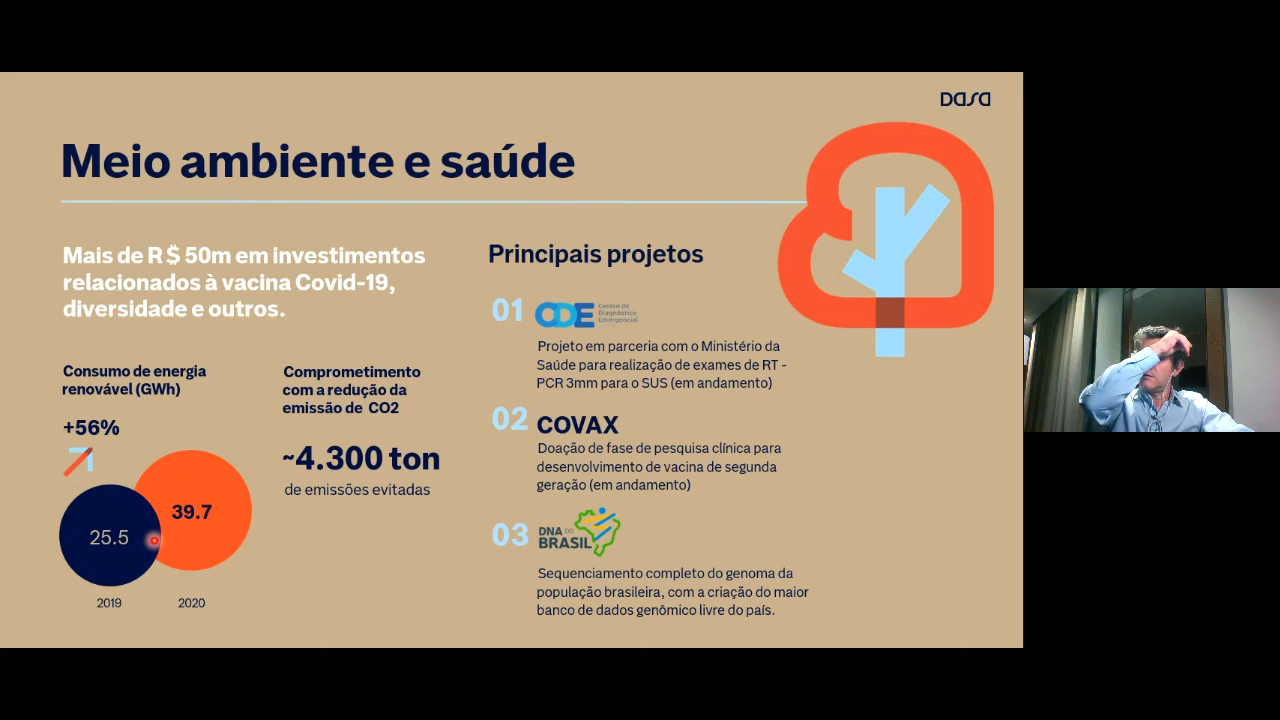 DASA
Meio ambiente e saúde
Mais de R$ 50m em investimentos
relacionados à vacina Covid-19,
diversidade e outros.
Consumo de energia
renovável (GWh)
+56%
25.5
39.7
2019
2020
Comprometimento
com a redução da
emissão de CO2
~4.300 ton
de emissões evitadas
Principais projetos
01
CDE
Centro de
Diagnóstico
Emergencial
Projeto em parceria com o Ministério da
Saúde para realização de exames de RT -
PCR 3mm para o SUS (em andamento)
02
COVAX
Doação de fase de pesquisa clínica para
desenvolvimento de vacina de segunda
geração (em andamento)
03
DNA DO
BRASIL
Sequenciamento completo do genoma da
população brasileira, com a criação do maior
banco de dados genômico livre do país.